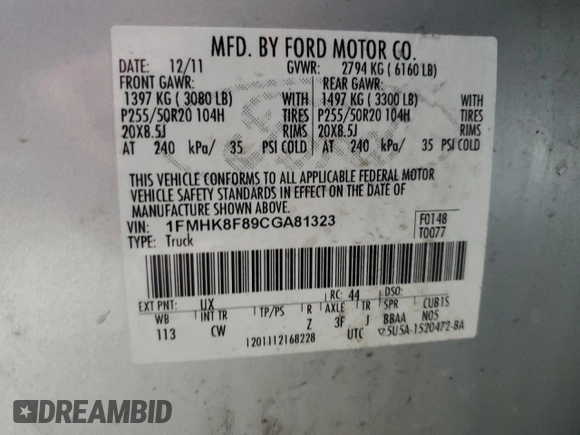 MFD. BY FORD MOTOR CO.
DATE: 12/11 GVWR: 2794 KG ( 6160 LB)
FRONT GAWR: REAR GAWR:
1397 KG ( 3080 LB) WITH 1497 KG ( 3300 LB) WITH
P255/50R20 104H TIRES P255/50R20 104H TIRES
20X8.5J RIMS 20X8.5J RIMS
AT 240 kPa/ 35 PSI COLD AT 240 kPa/ 35 PSI COLD
THIS VEHICLE CONFORMS TO ALL APPLICABLE FEDERAL MOTOR
VEHICLE SAFETY STANDARDS IN EFFECT ON THE DATE OF
MANUFACTURE SHOWN ABOVE.
VIN: 1FMHK8F89CGA81323 F0148
TYPE: Truck T0077
EXT PNT: UX RC: 44 DSO:
WB INT TR TP/PS R AXLE TR SPR CUBIS
113 CW Z 3F J BBAA N05
1201112168228 UTC 5U5A-1520472-BA
DREAMBID